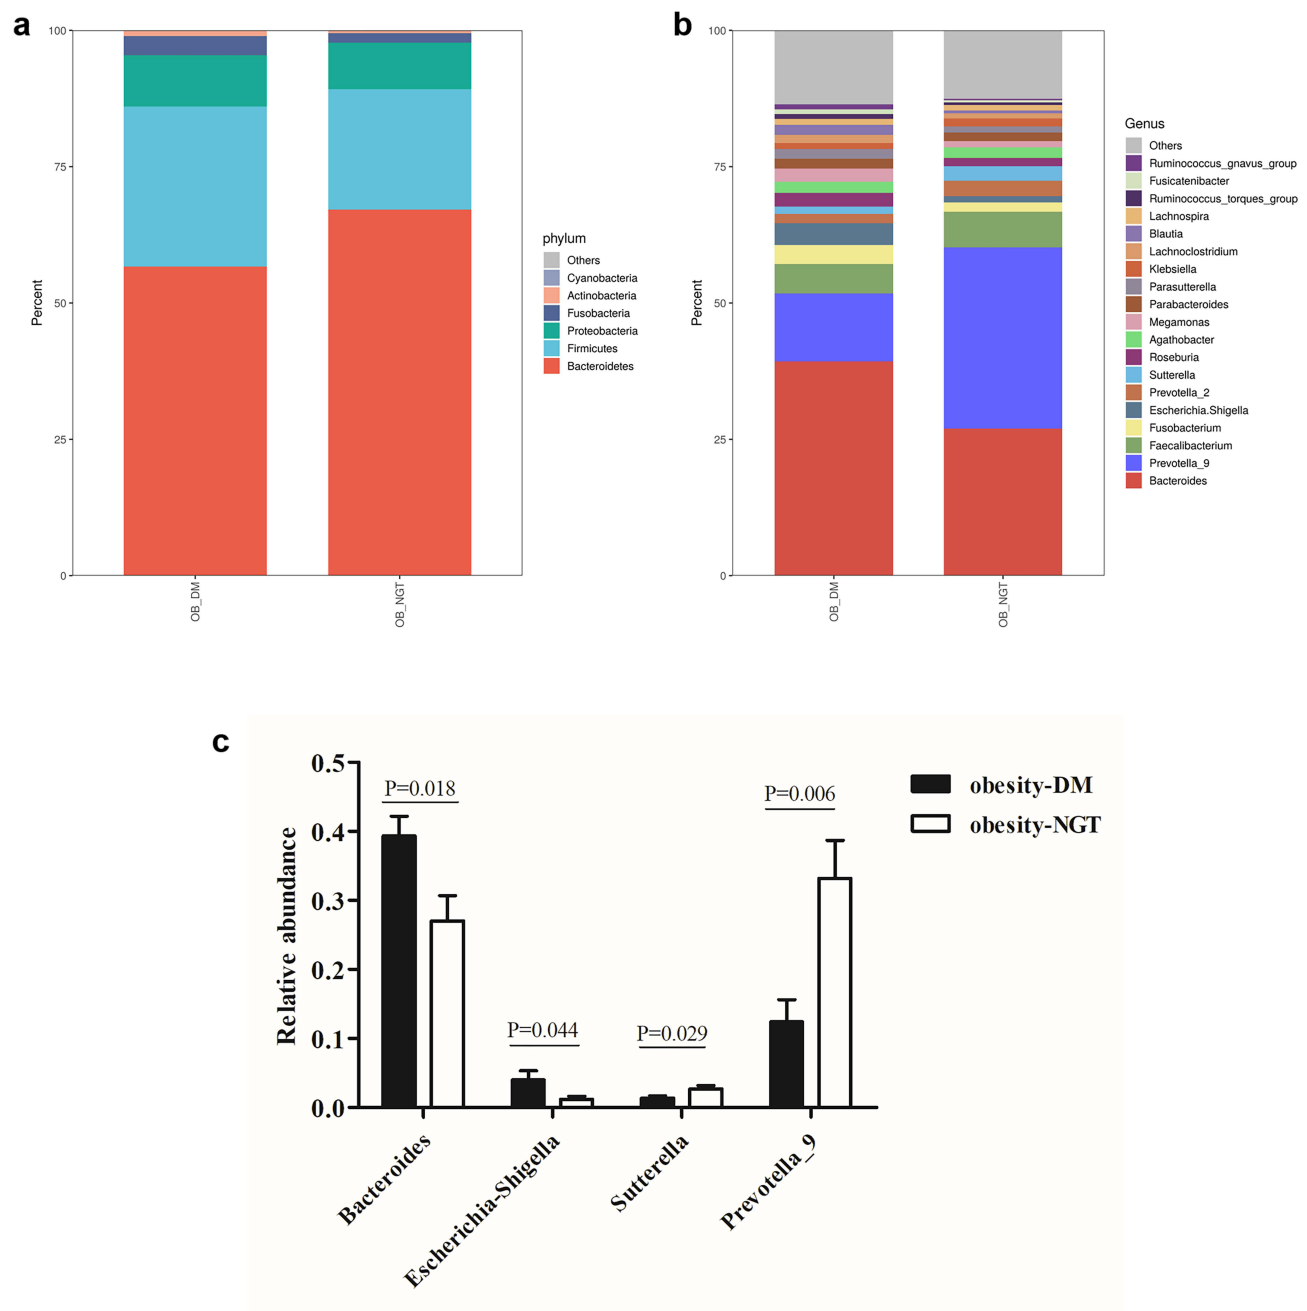 a
100
75
50
25
0
Percent
OB_DM
OB_NGT
phylum
Others
Cyanobacteria
Actinobacteria
Fusobacteria
Proteobacteria
Firmicutes
Bacteroidetes
b
100
75
50
25
0
Percent
OB_DM
OB_NGT
Genus
Others
Ruminococcus_gnavus_group
Fusicatenibacter
Ruminococcus_torques_group
Lachnospira
Blautia
Lachnoclostridium
Klebsiella
Parasutterella
Parabacteroides
Megamonas
Agathobacter
Roseburia
Sutterella
Prevotella_2
Escherichia.Shigella
Fusobacterium
Faecalibacterium
Prevotella_9
Bacteroides
c
0.5
0.4
0.3
0.2
0.1
0.0
Relative abundance
P=0.018
P=0.044
P=0.029
P=0.006
obesity-DM
obesity-NGT
Bacteroides
Escherichia-Shigella
Sutterella
Prevotella_9